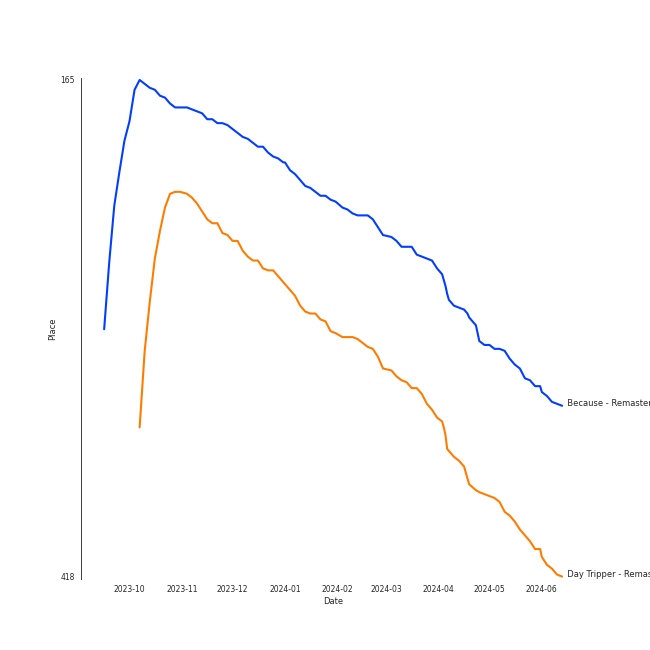 165
Place
Because - Remaster
418
Day Tripper - Remas
2023-10 2023-11 2023-12 2024-01 2024-02 2024-03 2024-04 2024-05 2024-06
Date